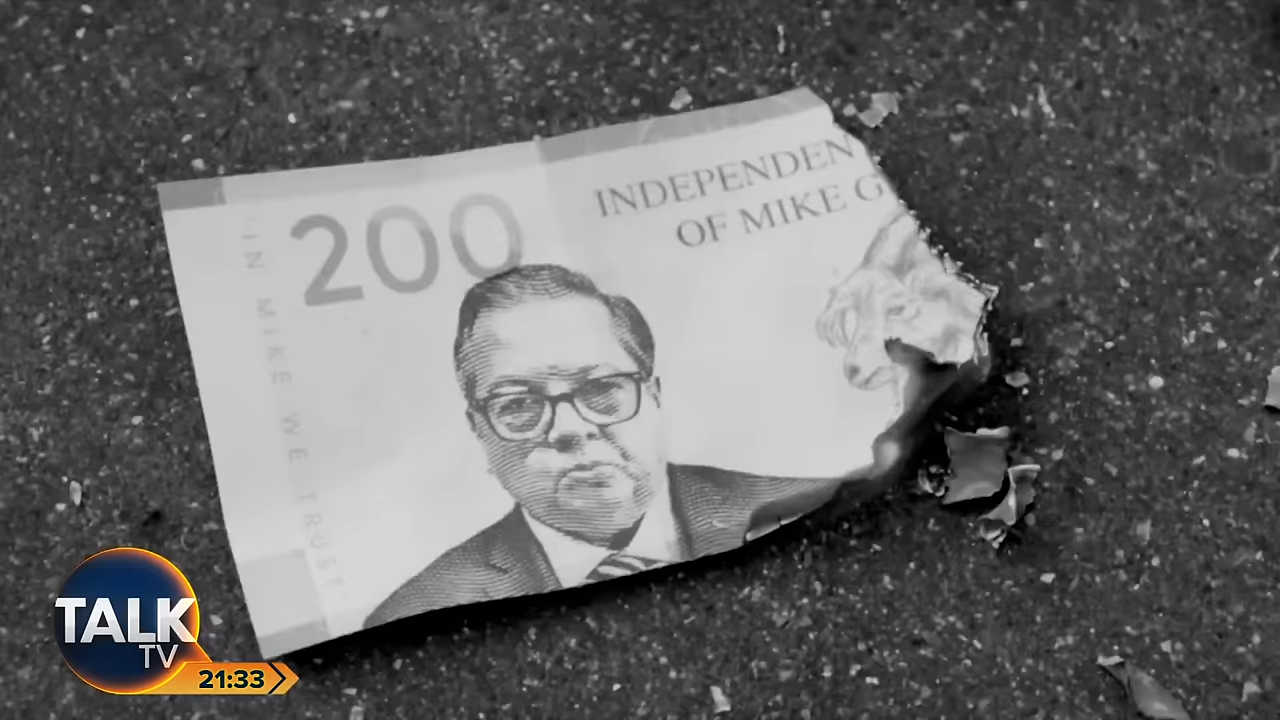 200
INDEPENDEN
OF MIKE G
IN MIKE WE TRUST
TALK
TV
21:33